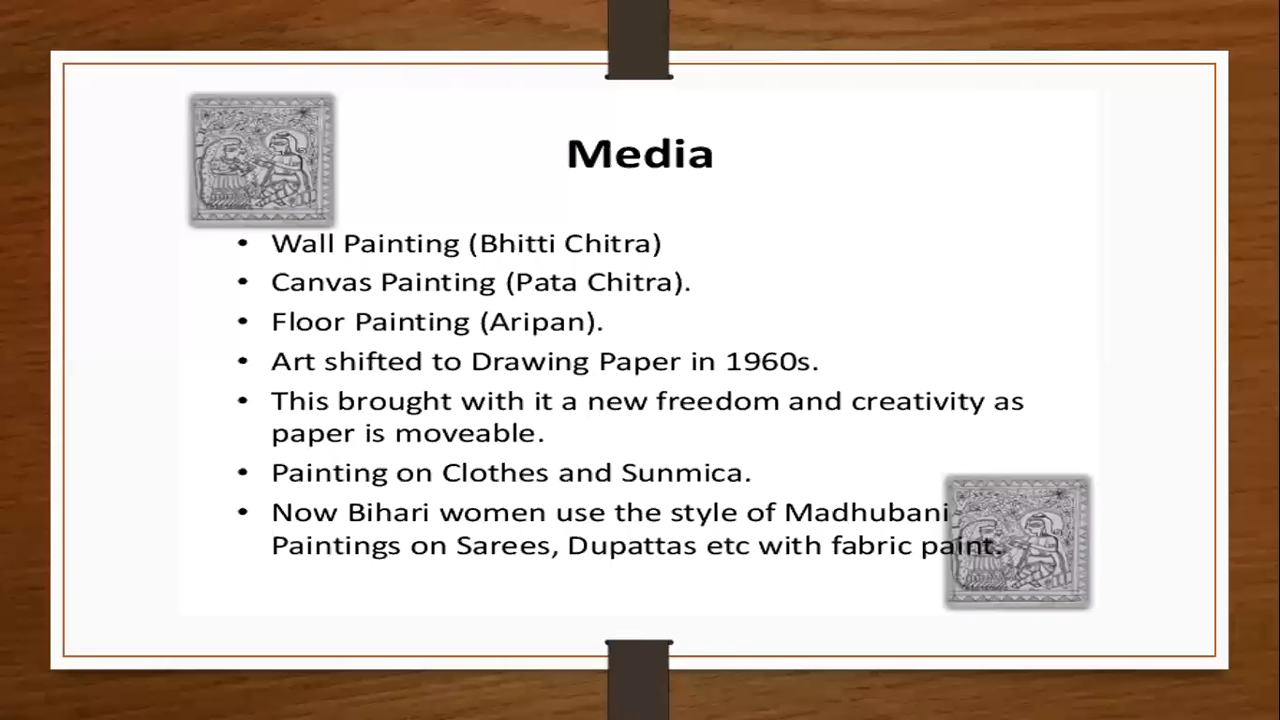 Media
• Wall Painting (Bhitti Chitra)
• Canvas Painting (Pata Chitra).
• Floor Painting (Aripan).
• Art shifted to Drawing Paper in 1960s.
• This brought with it a new freedom and creativity as
paper is moveable.
• Painting on Clothes and Sunmica.
• Now Bihari women use the style of Madhubani
Paintings on Sarees, Dupattas etc with fabric paint.